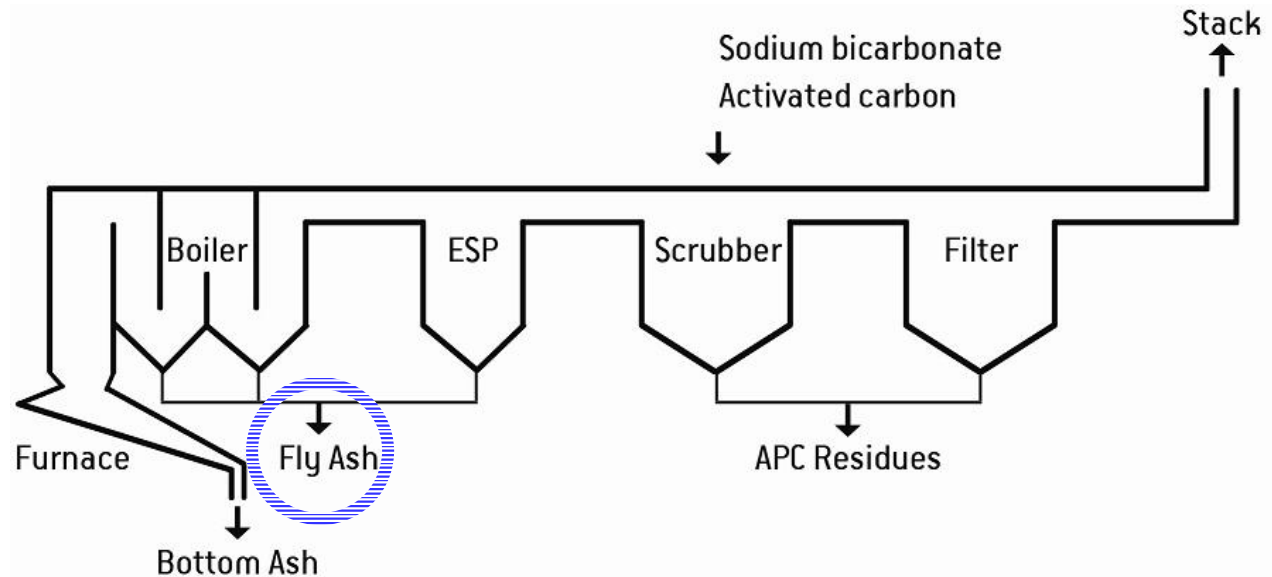 Stack
Sodium bicarbonate
Activated carbon
Boiler
ESP
Scrubber
Filter
Furnace
Fly Ash
APC Residues
Bottom Ash